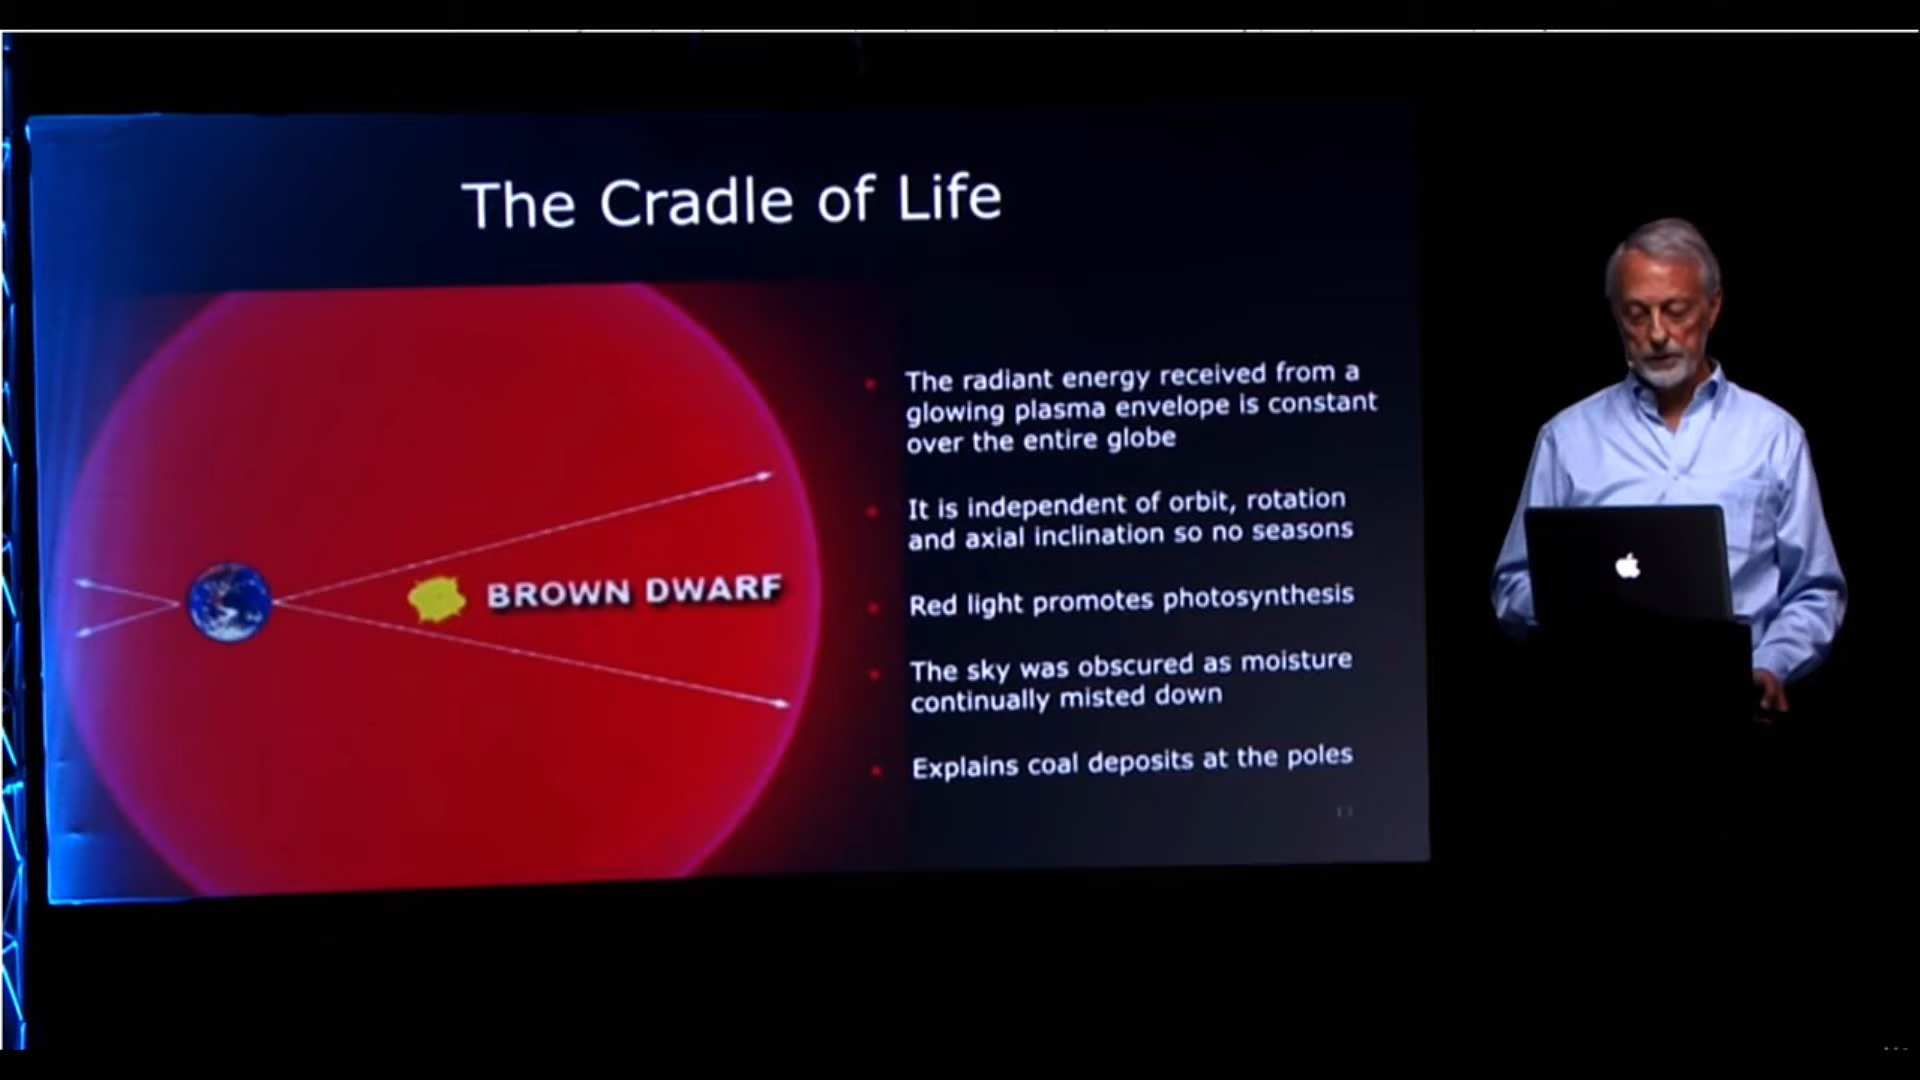 The Cradle of Life
The radiant energy received from a
glowing plasma envelope is constant
over the entire globe
It is independent of orbit, rotation
and axial inclination so no seasons
Red light promotes photosynthesis
The sky was obscured as moisture
continually misted down
Explains coal deposits at the poles
BROWN DWARF
13